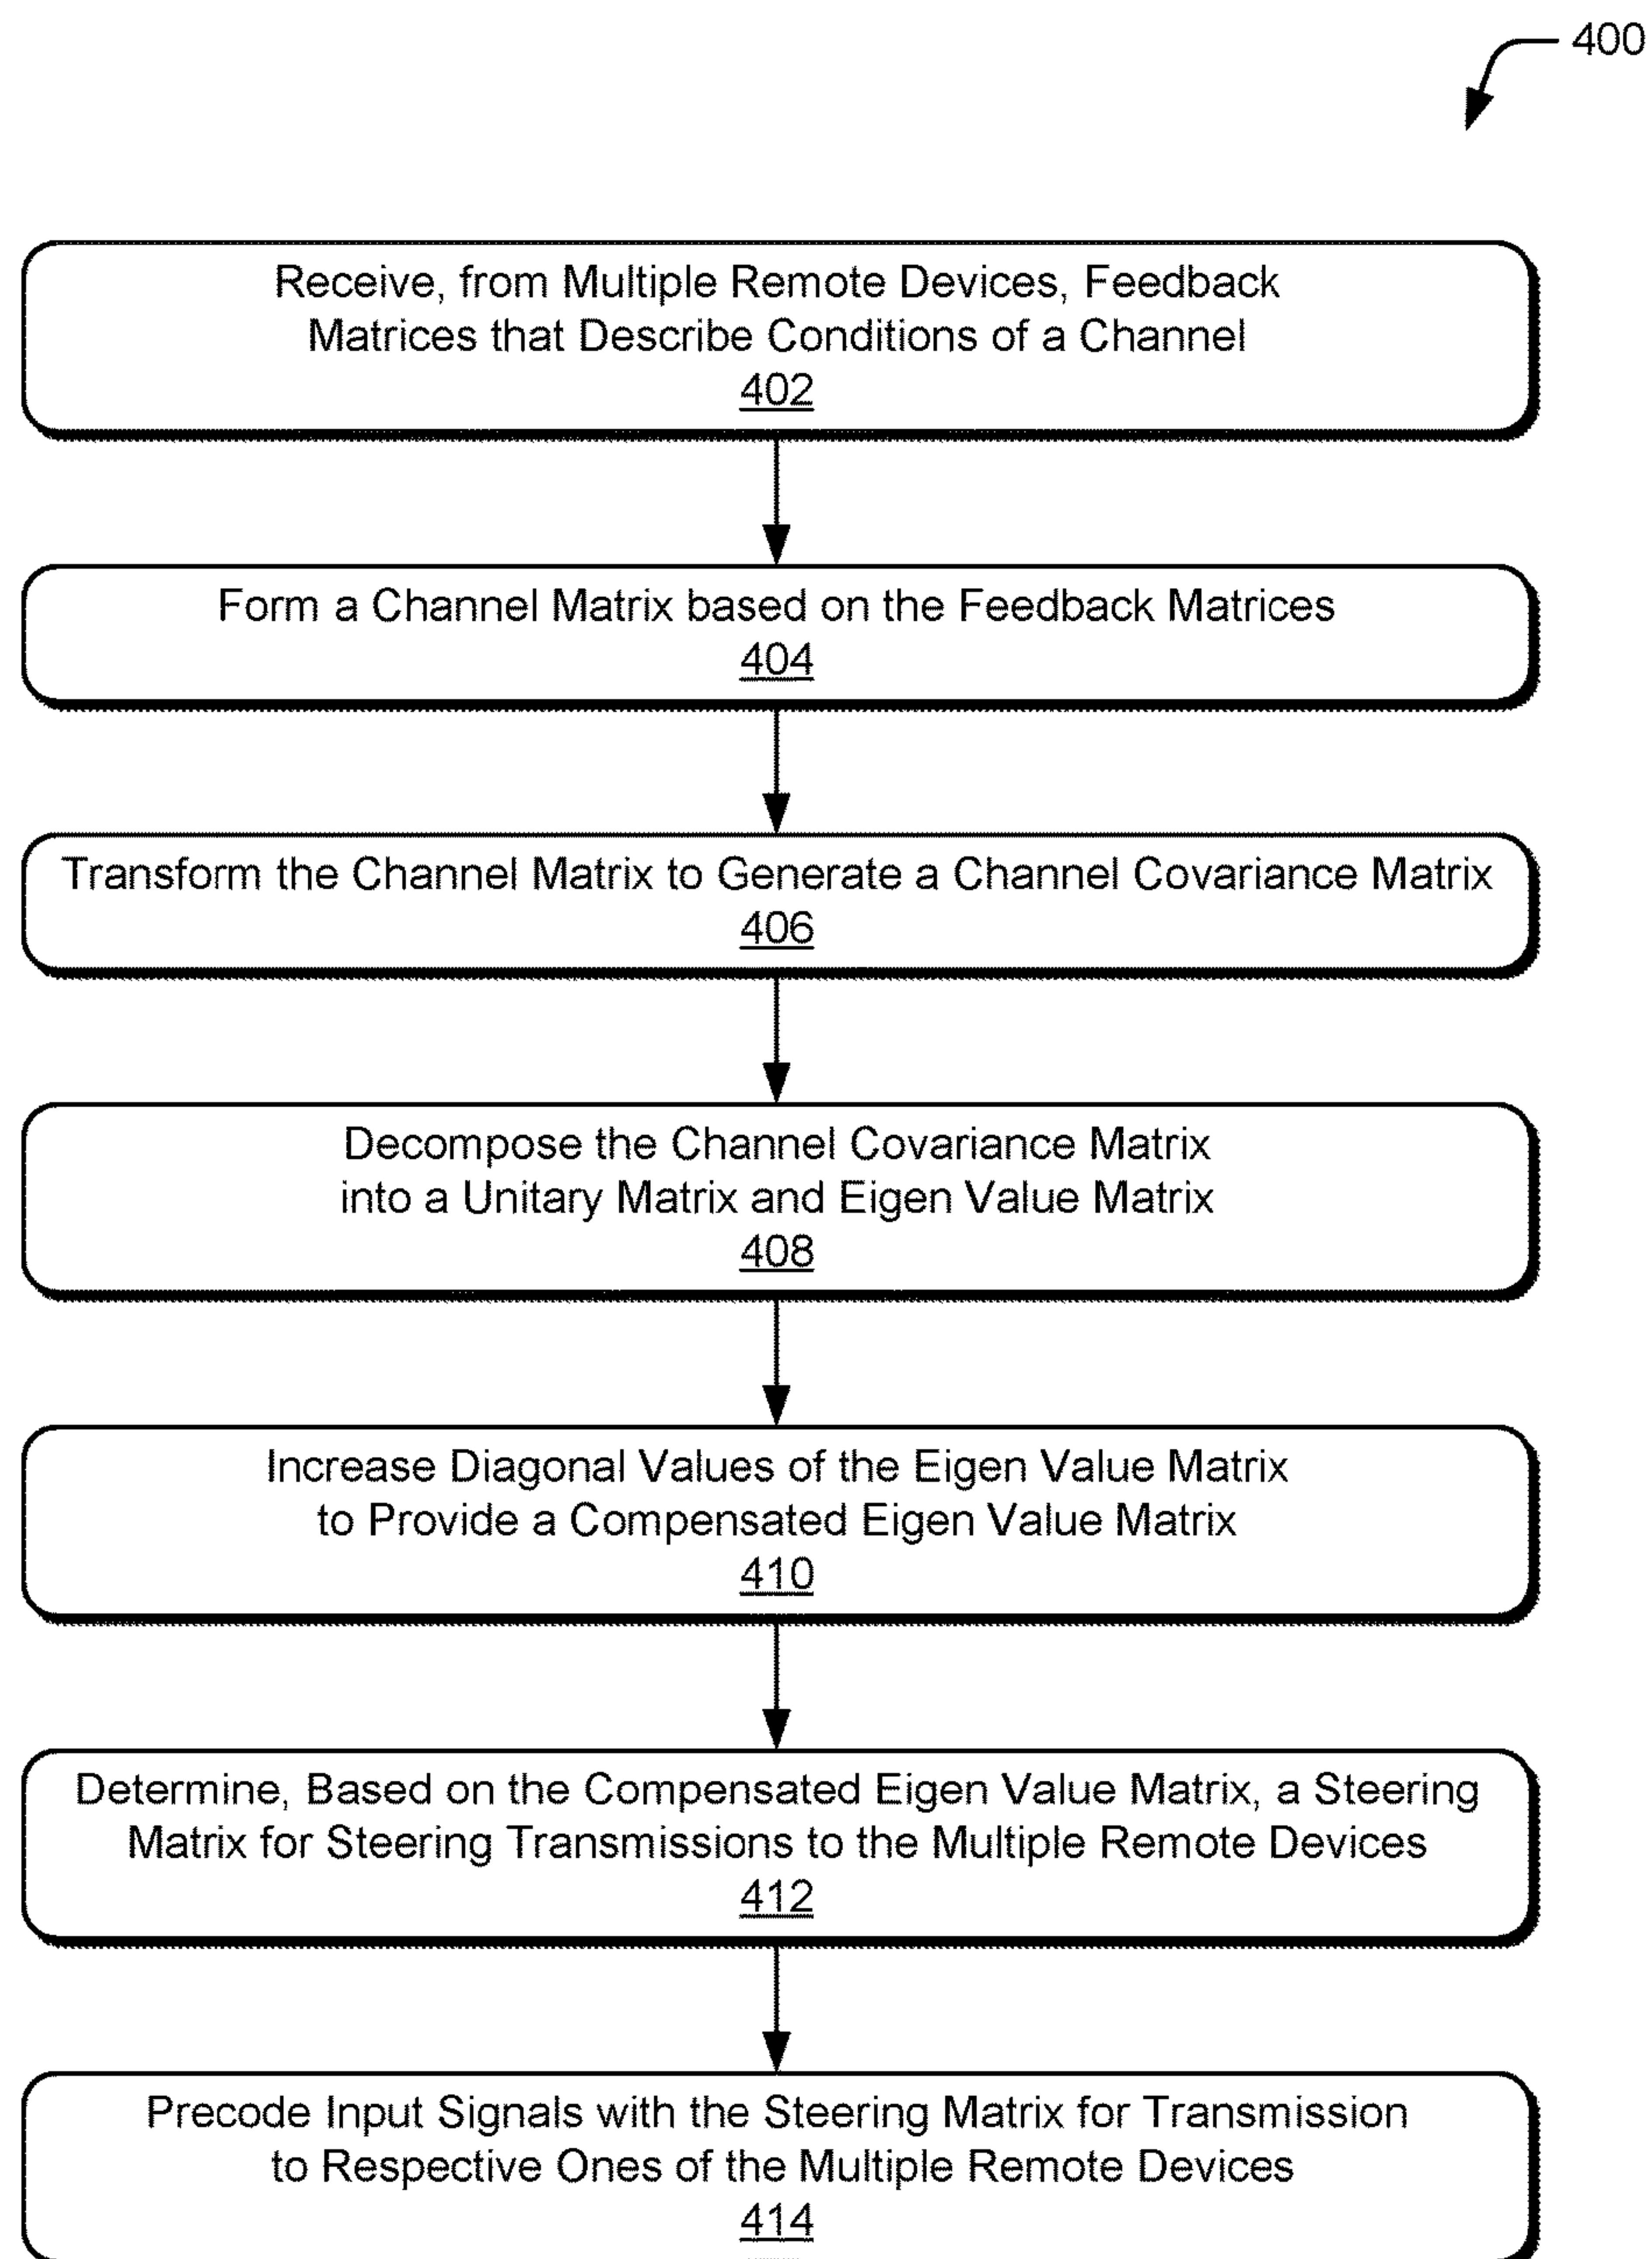 400
Receive, from Multiple Remote Devices, Feedback
Matrices that Describe Conditions of a Channel
402
Form a Channel Matrix based on the Feedback Matrices
404
Transform the Channel Matrix to Generate a Channel Covariance Matrix
406
Decompose the Channel Covariance Matrix
into a Unitary Matrix and Eigen Value Matrix
408
Increase Diagonal Values of the Eigen Value Matrix
to Provide a Compensated Eigen Value Matrix
410
Determine, Based on the Compensated Eigen Value Matrix, a Steering
Matrix for Steering Transmissions to the Multiple Remote Devices
412
Precode Input Signals with the Steering Matrix for Transmission
to Respective Ones of the Multiple Remote Devices
414